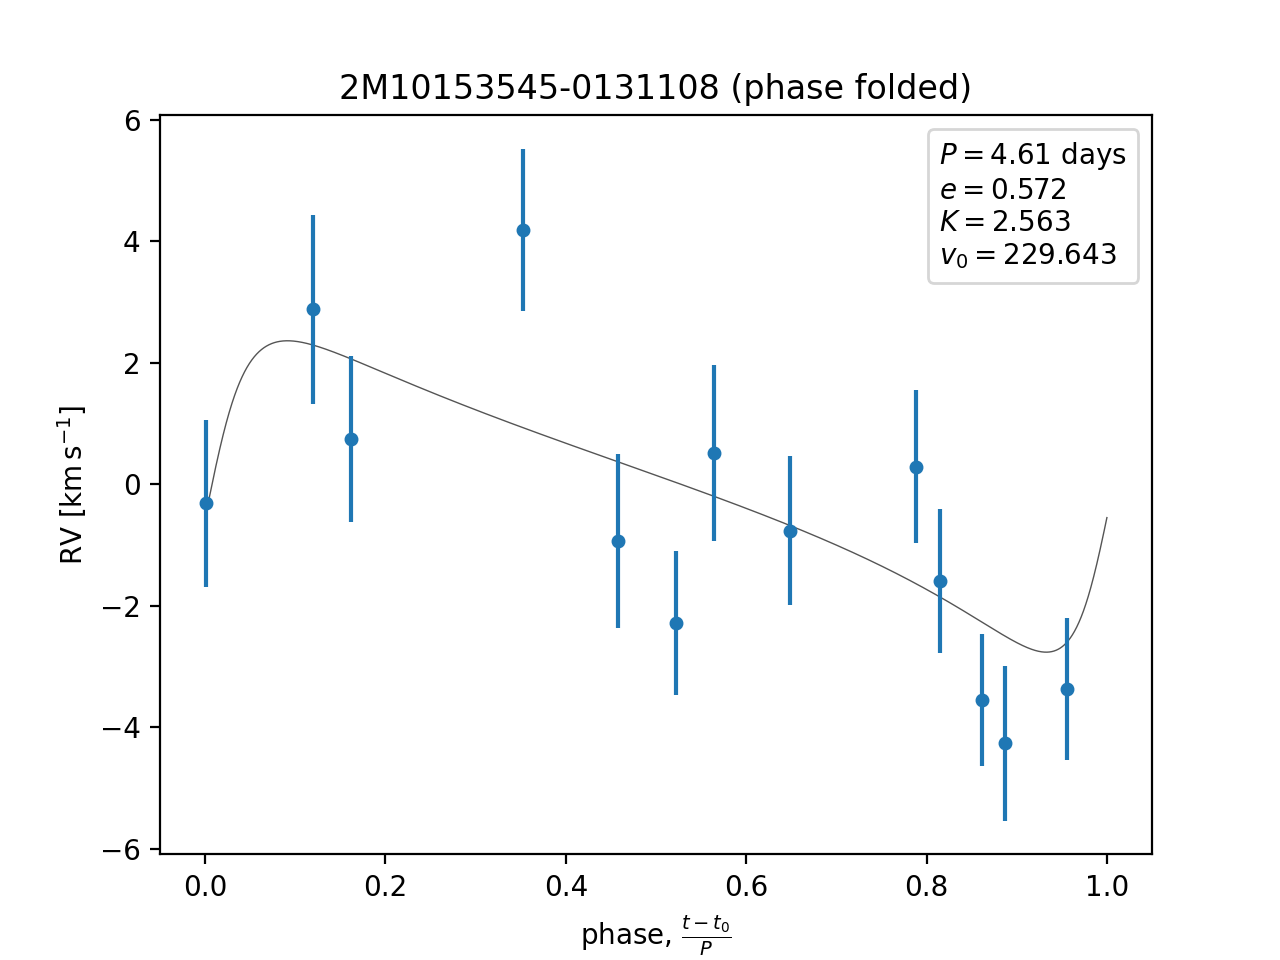 2M10153545-0131108 (phase folded)
P = 4.61 days
e = 0.572
K = 2.563
v₀ = 229.643
6
4
2
0
−2
−4
−6
RV [km s⁻¹]
0.0 0.2 0.4 0.6 0.8 1.0
phase, (t − t₀)/P